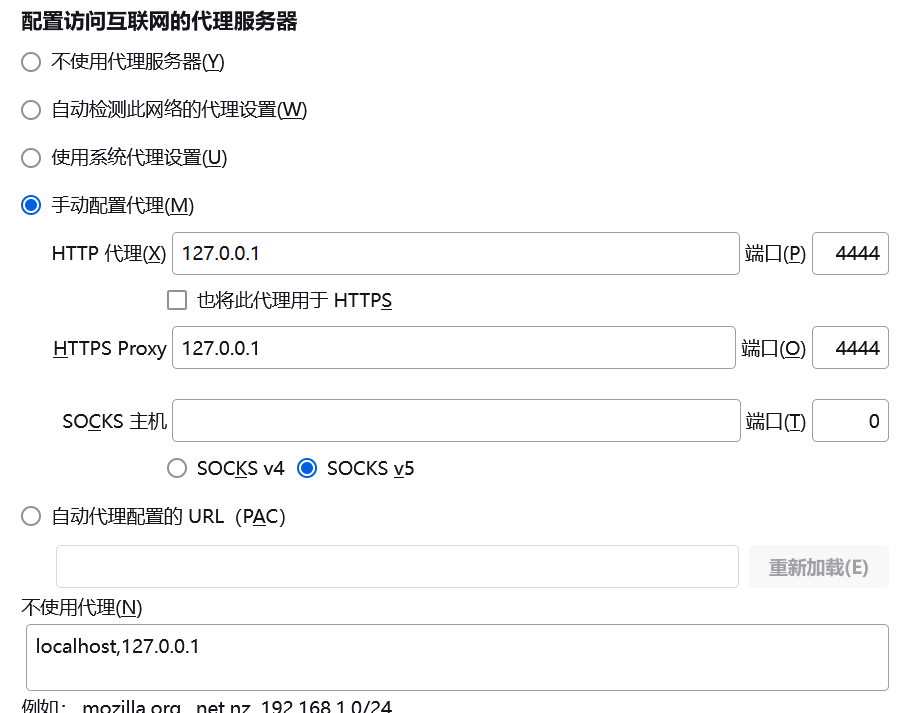 配置访问互联网的代理服务器
不使用代理服务器(Y)
自动检测此网络的代理设置(W)
使用系统代理设置(U)
手动配置代理(M)
HTTP 代理(X) 127.0.0.1 端口(P) 4444
也将此代理用于 HTTPS
HTTPS Proxy 127.0.0.1 端口(O) 4444
SOCKS 主机 端口(T) 0
SOCKS v4 SOCKS v5
自动代理配置的 URL（PAC）
重新加载(E)
不使用代理(N)
localhost,127.0.0.1
例如： .mozilla.org, .net.nz, 192.168.1.0/24